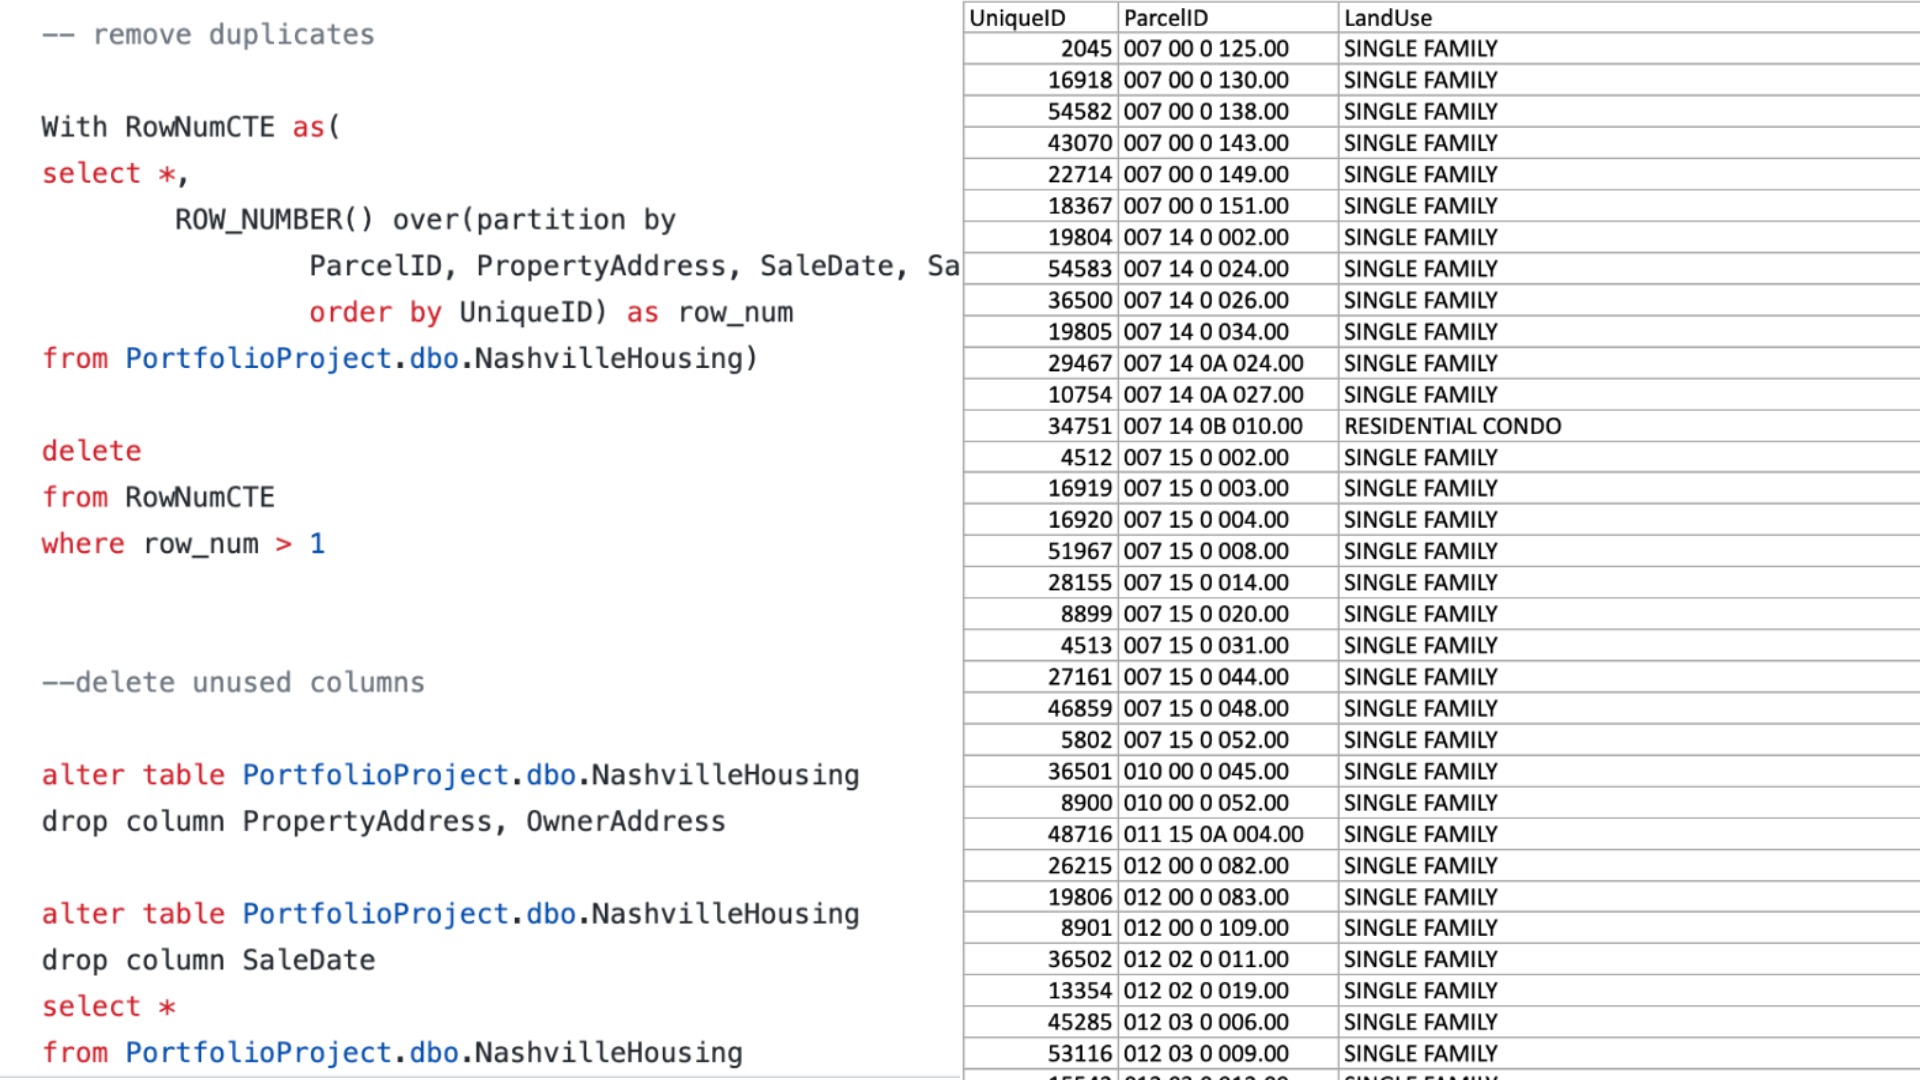 -- remove duplicates
With RowNumCTE as(
select *,
ROW_NUMBER() over(partition by
ParcelID, PropertyAddress, SaleDate, Sa
order by UniqueID) as row_num
from PortfolioProject.dbo.NashvilleHousing)
delete
from RowNumCTE
where row_num > 1
--delete unused columns
alter table PortfolioProject.dbo.NashvilleHousing
drop column PropertyAddress, OwnerAddress
alter table PortfolioProject.dbo.NashvilleHousing
drop column SaleDate
select *
from PortfolioProject.dbo.NashvilleHousing
UniqueID ParcelID LandUse
2045 007 00 0 125.00 SINGLE FAMILY
16918 007 00 0 130.00 SINGLE FAMILY
54582 007 00 0 138.00 SINGLE FAMILY
43070 007 00 0 143.00 SINGLE FAMILY
22714 007 00 0 149.00 SINGLE FAMILY
18367 007 00 0 151.00 SINGLE FAMILY
19804 007 14 0 002.00 SINGLE FAMILY
54583 007 14 0 024.00 SINGLE FAMILY
36500 007 14 0 026.00 SINGLE FAMILY
19805 007 14 0 034.00 SINGLE FAMILY
29467 007 14 0A 024.00 SINGLE FAMILY
10754 007 14 0A 027.00 SINGLE FAMILY
34751 007 14 0B 010.00 RESIDENTIAL CONDO
4512 007 15 0 002.00 SINGLE FAMILY
16919 007 15 0 003.00 SINGLE FAMILY
16920 007 15 0 004.00 SINGLE FAMILY
51967 007 15 0 008.00 SINGLE FAMILY
28155 007 15 0 014.00 SINGLE FAMILY
8899 007 15 0 020.00 SINGLE FAMILY
4513 007 15 0 031.00 SINGLE FAMILY
27161 007 15 0 044.00 SINGLE FAMILY
46859 007 15 0 048.00 SINGLE FAMILY
5802 007 15 0 052.00 SINGLE FAMILY
36501 010 00 0 045.00 SINGLE FAMILY
8900 010 00 0 052.00 SINGLE FAMILY
48716 011 15 0A 004.00 SINGLE FAMILY
26215 012 00 0 082.00 SINGLE FAMILY
19806 012 00 0 083.00 SINGLE FAMILY
8901 012 00 0 109.00 SINGLE FAMILY
36502 012 02 0 011.00 SINGLE FAMILY
13354 012 02 0 019.00 SINGLE FAMILY
45285 012 03 0 006.00 SINGLE FAMILY
53116 012 03 0 009.00 SINGLE FAMILY